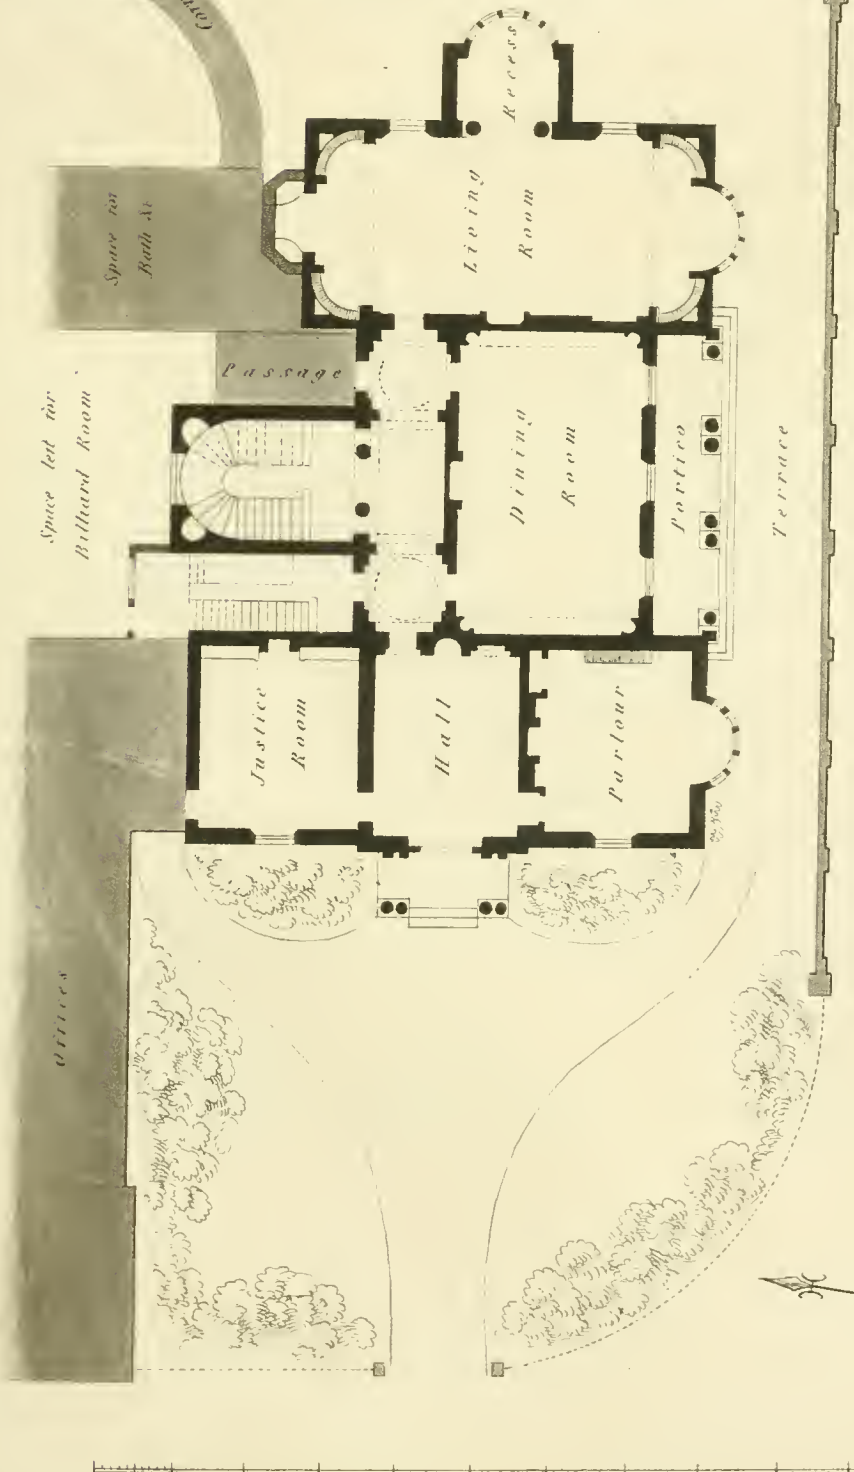 Recess
Living
Room
Space for
Bath &c
Passage
Space left for
Billiard Room
Dining
Room
Portico
Terrace
Justice
Room
Hall
Parlour
Offices